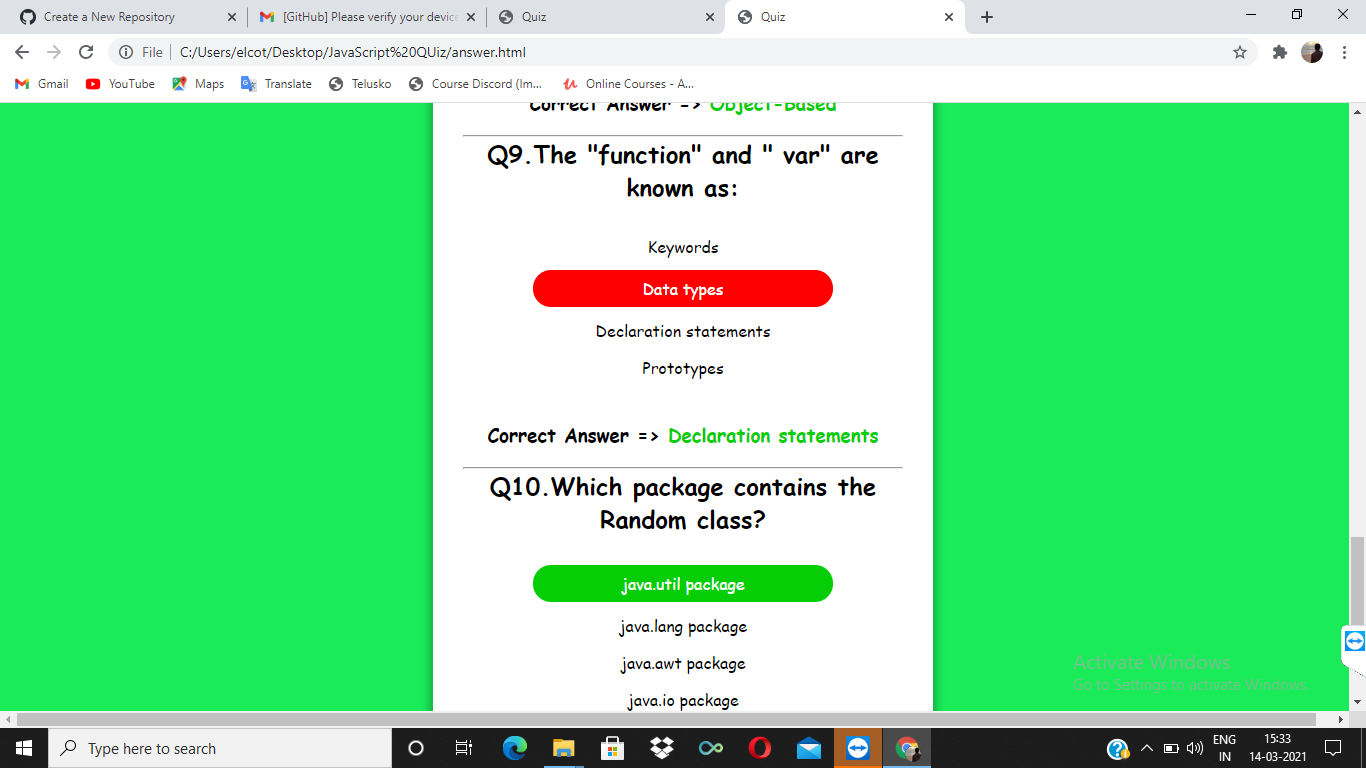 Create a New Repository
[GitHub] Please verify your device
Quiz
Quiz
File
C:/Users/elcot/Desktop/JavaScript%20QUiz/answer.html
Gmail
YouTube
Maps
Translate
Telusko
Course Discord (Im...
Online Courses - A...
Correct Answer => Object-Based
Q9.The "function" and " var" are
known as:
Keywords
Data types
Declaration statements
Prototypes
Correct Answer => Declaration statements
Q10.Which package contains the
Random class?
java.util package
java.lang package
java.awt package
java.io package
Activate Windows
Go to Settings to activate Windows.
Type here to search
ENG
IN
15:33
14-03-2021